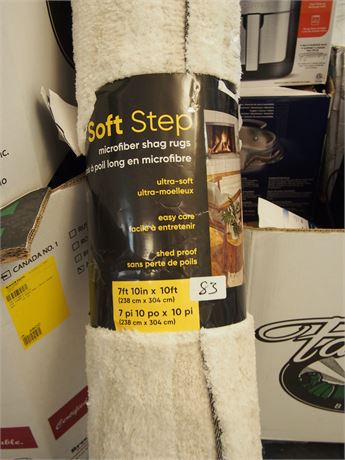 Soft Step
microfiber shag rugs
à poil long en microfibre
ultra-soft
ultra-moelleux
easy care
facile à entretenir
shed proof
sans perte de poils
7ft 10in x 10ft
(238 cm x 304 cm)
7 pi 10 po x 10 pi
(238 cm x 304 cm)
83
CANADA NO. 1